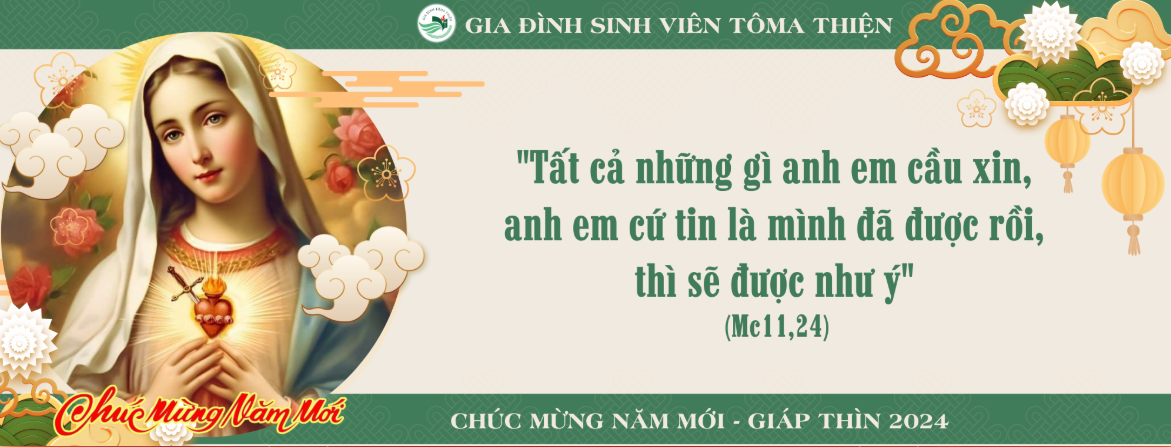 GIA ĐÌNH SINH VIÊN TÔMA THIỆN
"Tất cả những gì anh em cầu xin,
anh em cứ tin là mình đã được rồi,
thì sẽ được như ý"
(Mc11,24)
Chúc Mừng Năm Mới
CHÚC MỪNG NĂM MỚI - GIÁP THÌN 2024